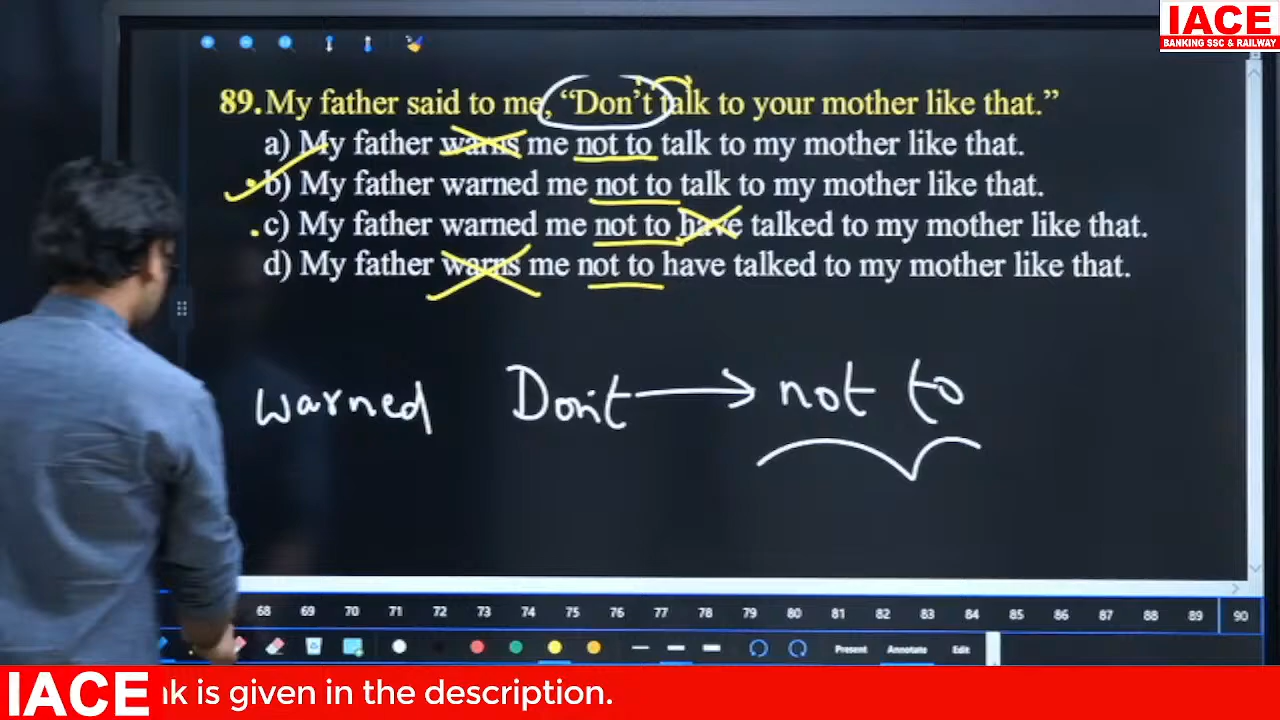 IACE
BANKING SSC & RAILWAY
89. My father said to me, “Don’t talk to your mother like that.”
a) My father warns me not to talk to my mother like that.
b) My father warned me not to talk to my mother like that.
c) My father warned me not to have talked to my mother like that.
d) My father warns me not to have talked to my mother like that.
warned Don't → not to
68 69 70 71 72 73 74 75 76 77 78 79 80 81 82 83 84 85 86 87 88 89 90
Present Annotate Edit
IACE nk is given in the description.